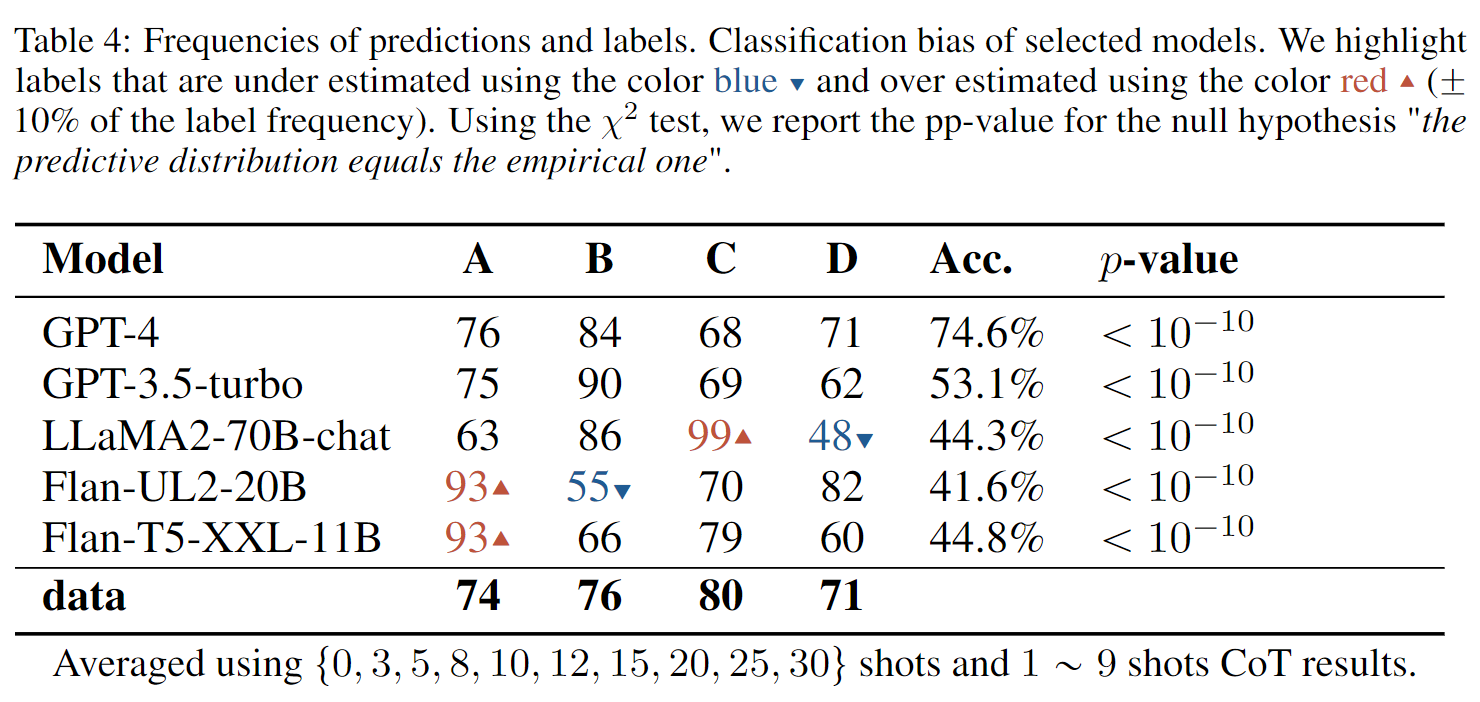 Table 4: Frequencies of predictions and labels. Classification bias of selected models. We highlight
labels that are under estimated using the color blue ▼ and over estimated using the color red ▲ (±
10% of the label frequency). Using the χ² test, we report the pp-value for the null hypothesis "the
predictive distribution equals the empirical one".
Model A B C D Acc. p-value
GPT-4 76 84 68 71 74.6% < 10⁻¹⁰
GPT-3.5-turbo 75 90 69 62 53.1% < 10⁻¹⁰
LLaMA2-70B-chat 63 86 99▲ 48▼ 44.3% < 10⁻¹⁰
Flan-UL2-20B 93▲ 55▼ 70 82 41.6% < 10⁻¹⁰
Flan-T5-XXL-11B 93▲ 66 79 60 44.8% < 10⁻¹⁰
data 74 76 80 71
Averaged using {0, 3, 5, 8, 10, 12, 15, 20, 25, 30} shots and 1 ∼ 9 shots CoT results.